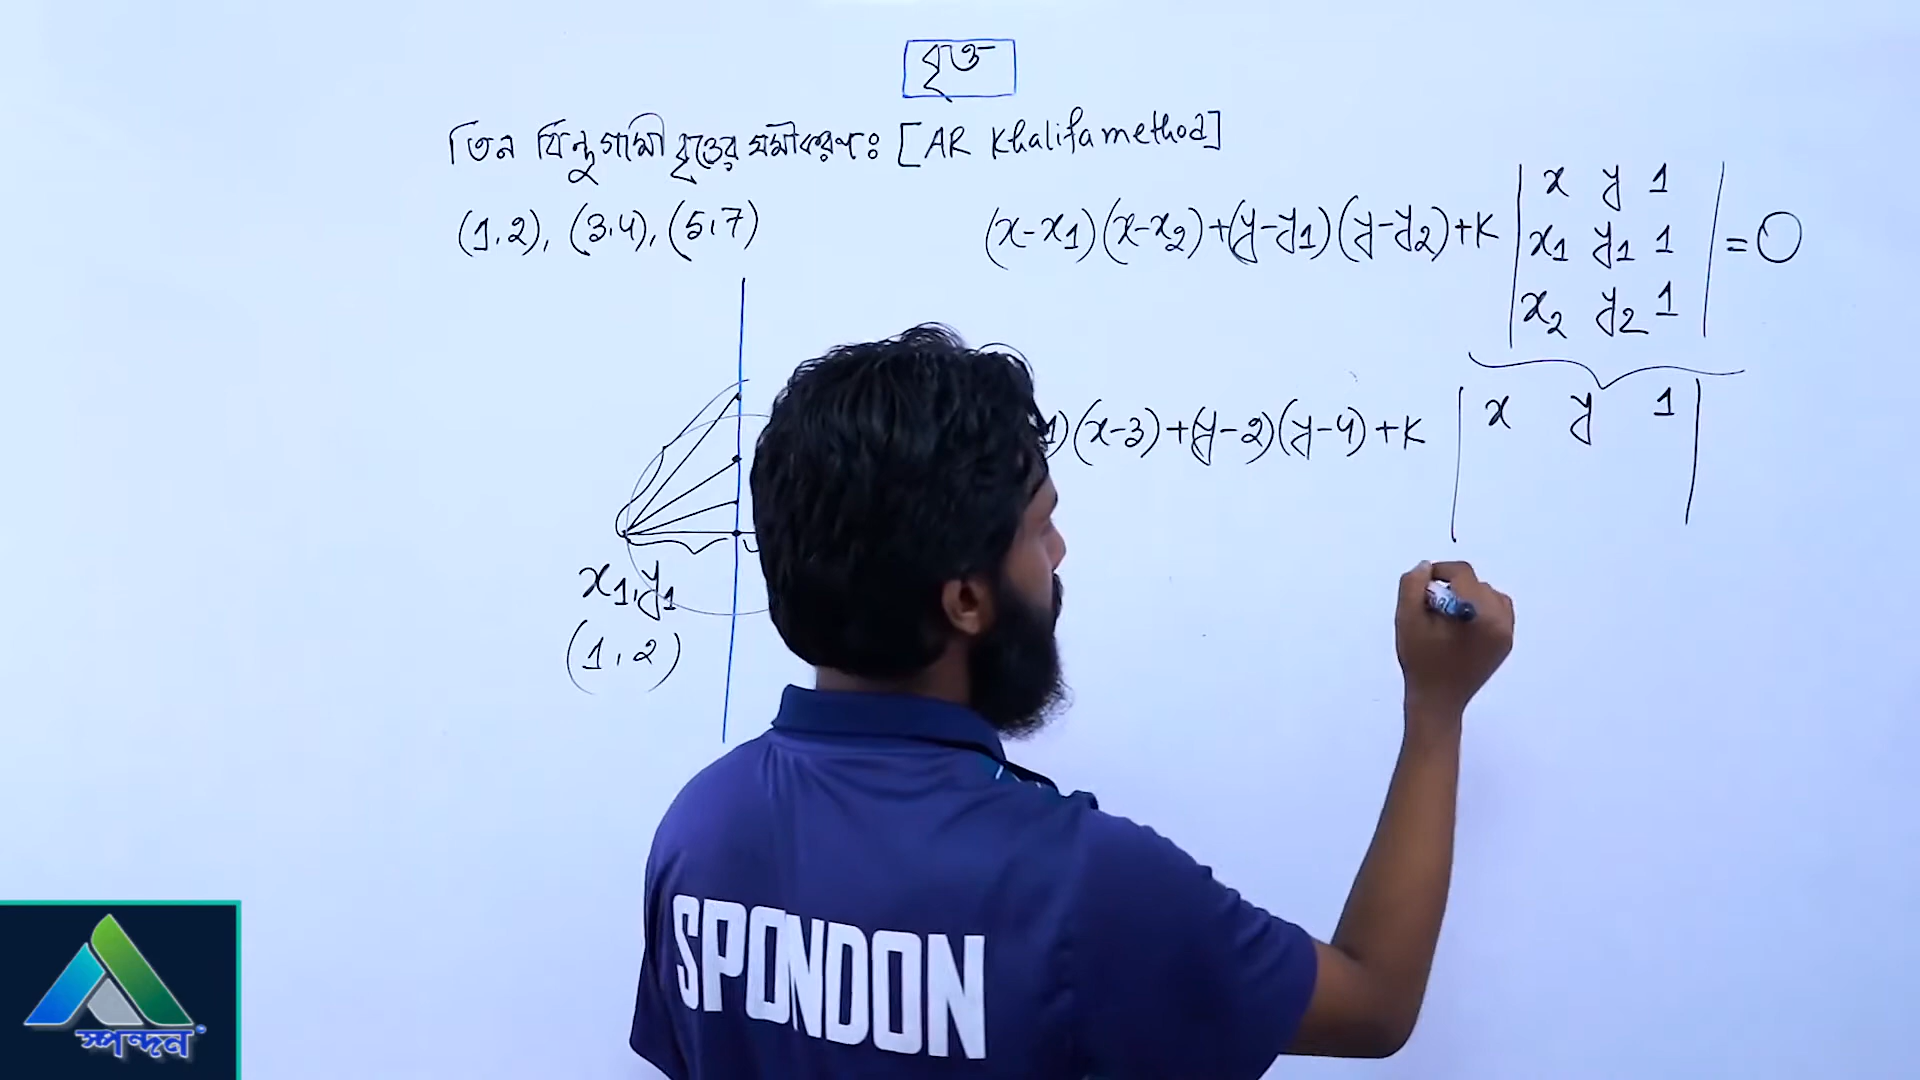 বৃত্ত
তিন বিন্দুগামী বৃত্তের সমীকরণঃ [AR Khalifa method]
(1,2), (3,4), (5,7)
(x-x₁)(x-x₂)+(y-y₁)(y-y₂)+K | x y 1 | = 0
x₁ y₁ 1
x₂ y₂ 1
1)(x-3)+(y-2)(y-4)+K | x y 1 |
x₁,y₁
(1,2)
SPONDON
স্পন্দন